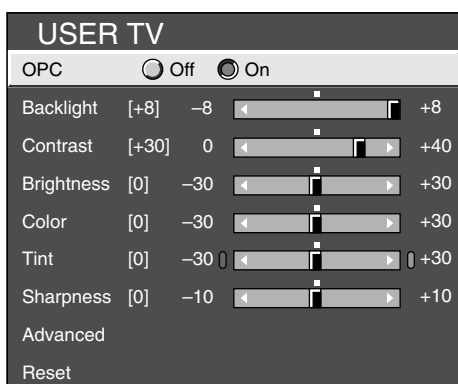 USER TV
OPC Off On
Backlight [+8] –8 +8
Contrast [+30] 0 +40
Brightness [0] –30 +30
Color [0] –30 +30
Tint [0] –30 +30
Sharpness [0] –10 +10
Advanced
Reset